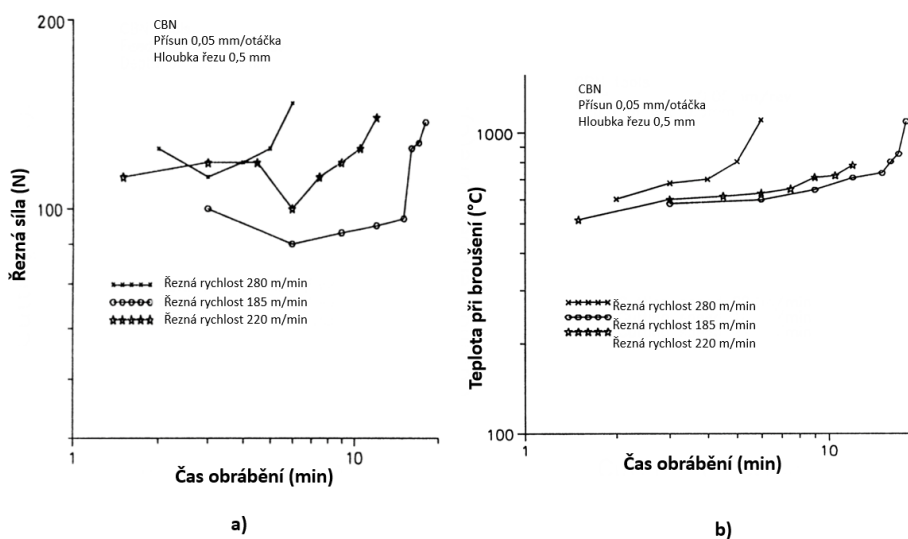 200
CBN
Přísun 0,05 mm/otáčka
Hloubka řezu 0,5 mm
100
Řezná síla (N)
Řezná rychlost 280 m/min
Řezná rychlost 185 m/min
Řezná rychlost 220 m/min
1
10
Čas obrábění (min)
a)
CBN
Přísun 0,05 mm/otáčka
Hloubka řezu 0,5 mm
1000
Teplota při broušení (°C)
Řezná rychlost 280 m/min
Řezná rychlost 185 m/min
Řezná rychlost 220 m/min
100
1
10
Čas obrábění (min)
b)